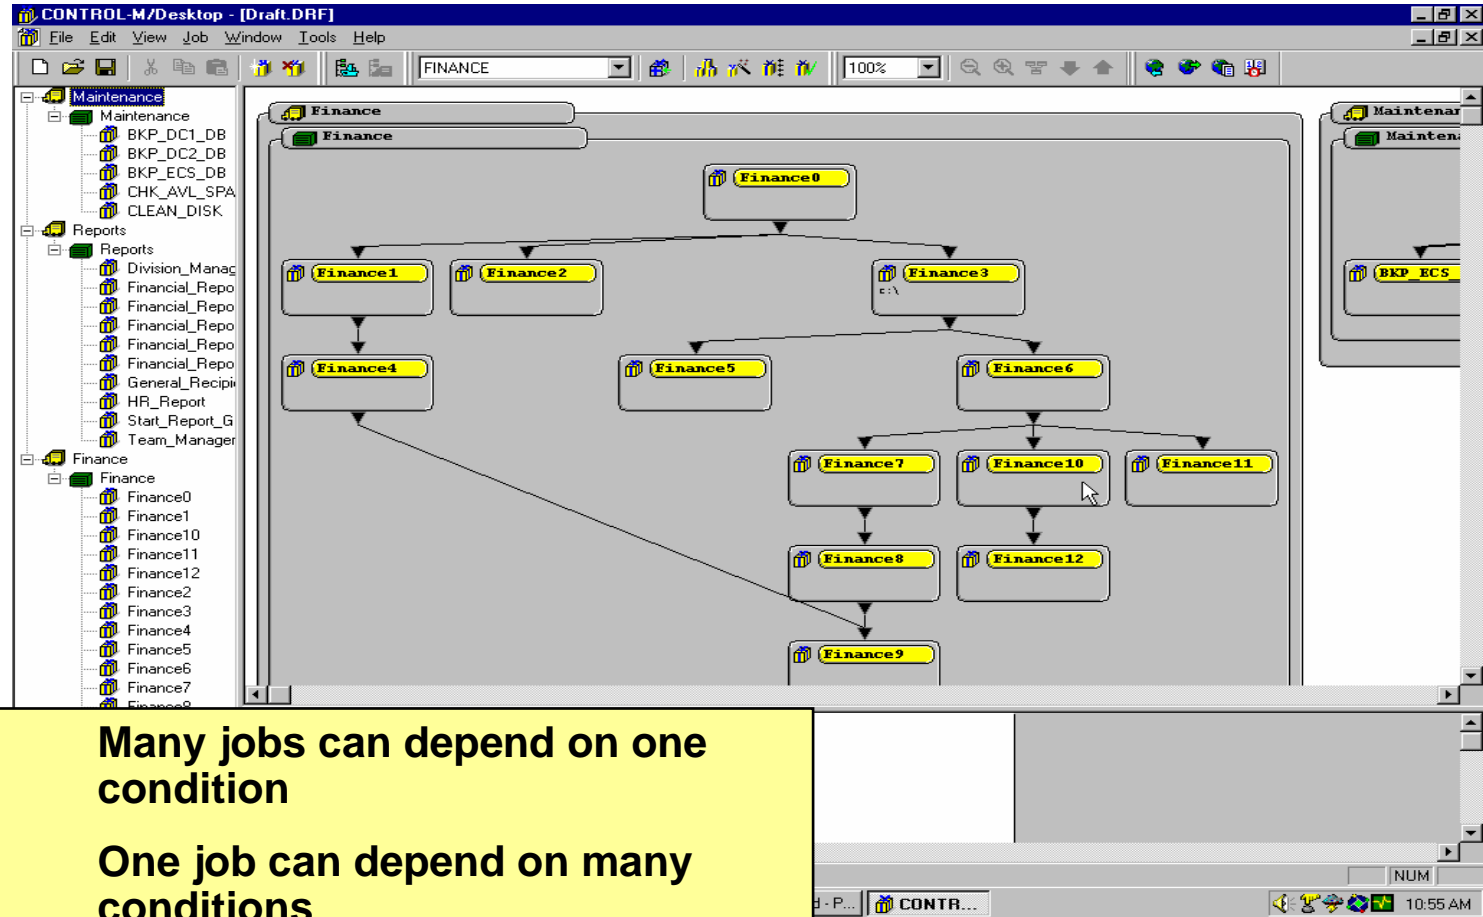 CONTROL-M/Desktop - [Draft.DRF]
File Edit View Job Window Tools Help
FINANCE 100%
Maintenance
Maintenance
BKP_DC1_DB
BKP_DC2_DB
BKP_ECS_DB
CHK_AVL_SPA
CLEAN_DISK
Reports
Reports
Division_Manag
Financial_Repo
Financial_Repo
Financial_Repo
Financial_Repo
Financial_Repo
General_Recipi
HR_Report
Start_Report_G
Team_Manager
Finance
Finance
Finance0
Finance1
Finance10
Finance11
Finance12
Finance2
Finance3
Finance4
Finance5
Finance6
Finance7
Finance8
Finance
Finance
Finance0
Finance1 Finance2 Finance3
c:\
Finance4 Finance5 Finance6
Finance7 Finance10 Finance11
Finance8 Finance12
Finance9
Maintenan
Maintena
BKP_ECS_
Many jobs can depend on one
condition
One job can depend on many
conditions
NUM
d - P... CONTR... 10:55 AM